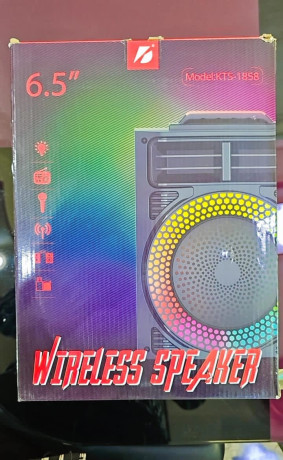 6.5"
Model:KTS-1858
WIRELESS SPEAKER